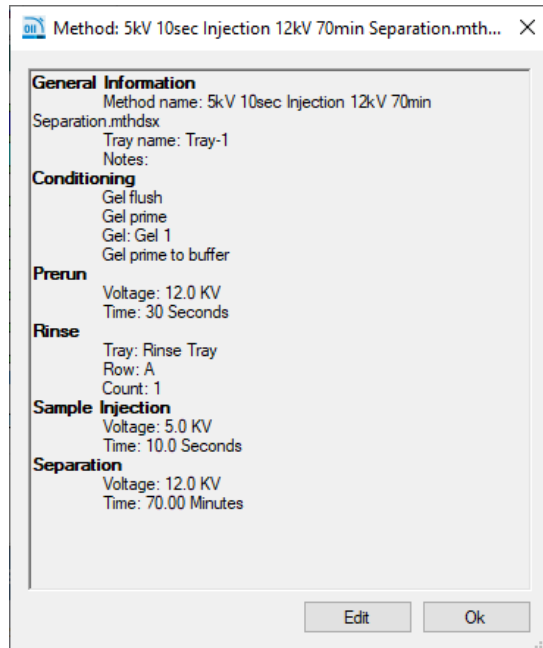 Method: 5kV 10sec Injection 12kV 70min Separation.mth...
General Information
Method name: 5kV 10sec Injection 12kV 70min
Separation.mthdsx
Tray name: Tray-1
Notes:
Conditioning
Gel flush
Gel prime
Gel: Gel 1
Gel prime to buffer
Prerun
Voltage: 12.0 KV
Time: 30 Seconds
Rinse
Tray: Rinse Tray
Row: A
Count: 1
Sample Injection
Voltage: 5.0 KV
Time: 10.0 Seconds
Separation
Voltage: 12.0 KV
Time: 70.00 Minutes
Edit
Ok